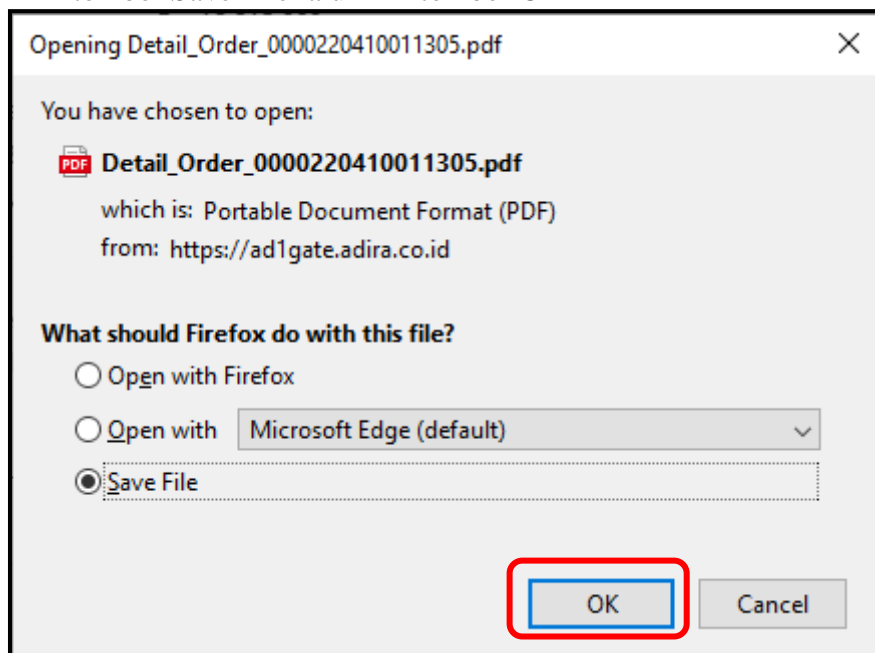 Opening Detail_Order_0000220410011305.pdf
You have chosen to open:
PDF Detail_Order_0000220410011305.pdf
which is: Portable Document Format (PDF)
from: https://ad1gate.adira.co.id
What should Firefox do with this file?
Open with Firefox
Open with Microsoft Edge (default)
Save File
OK Cancel